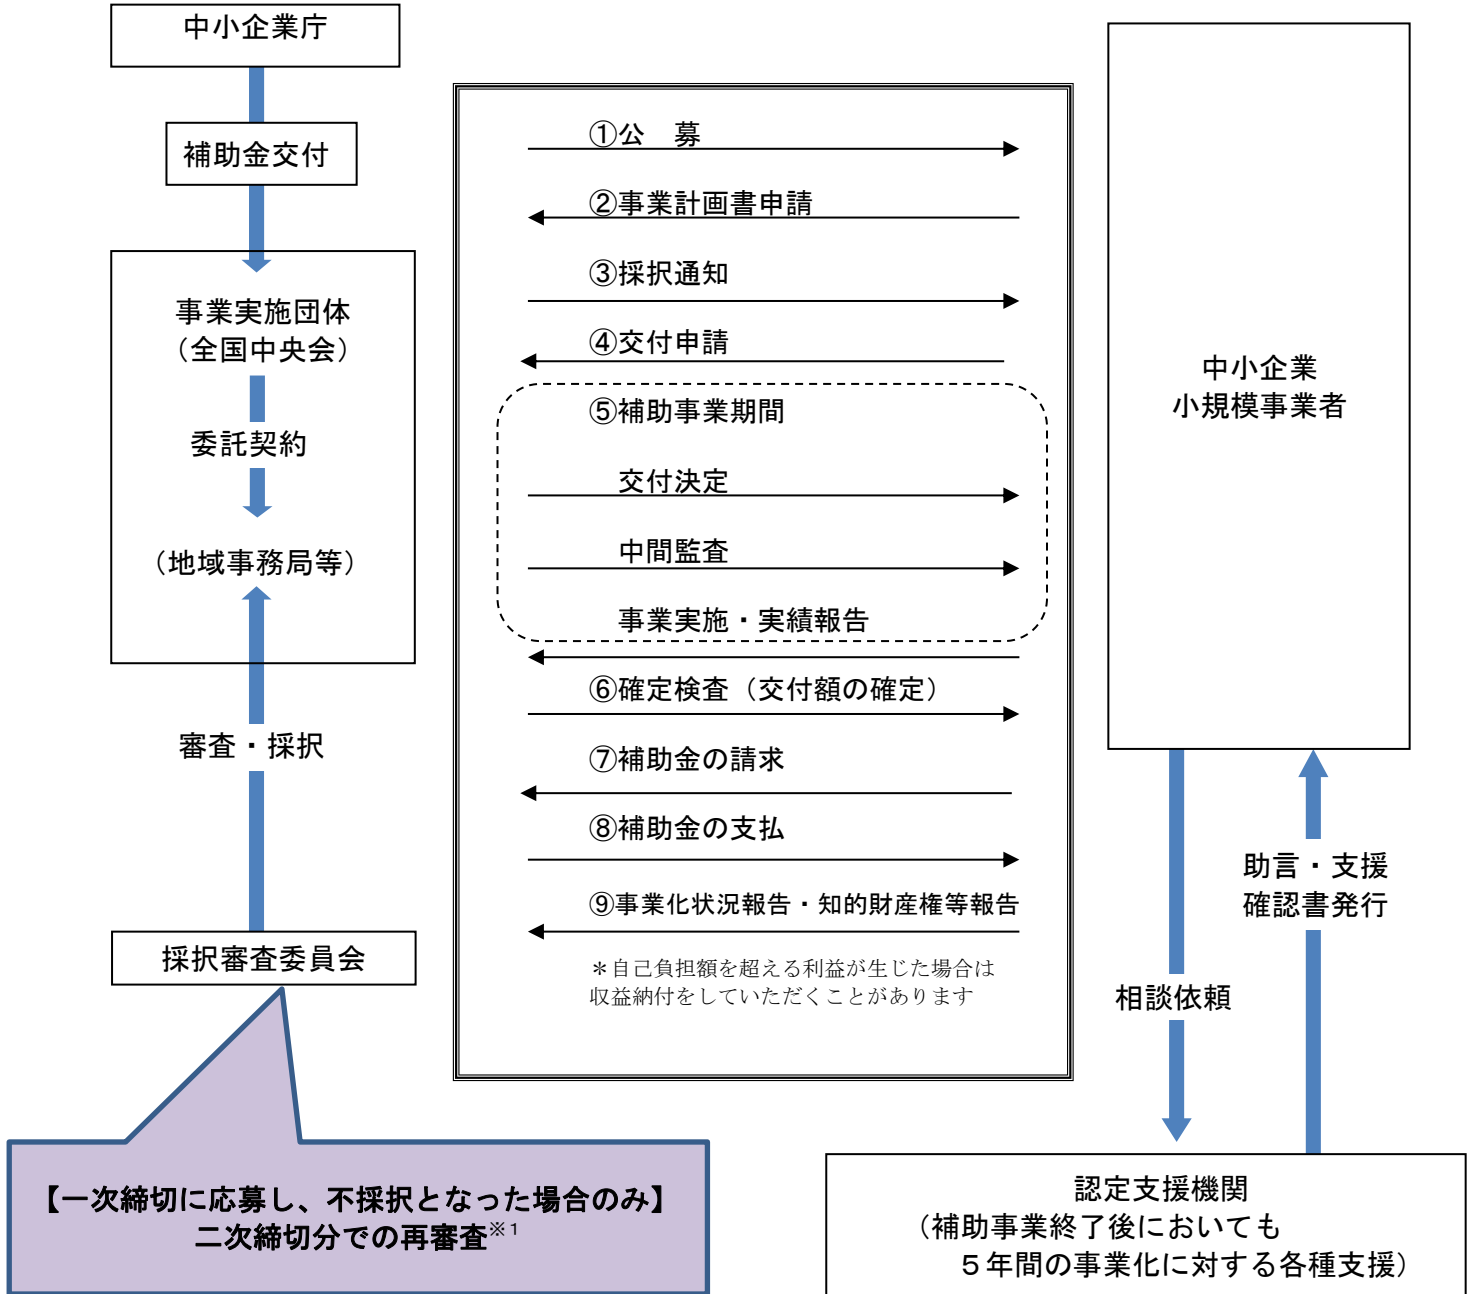 中小企業庁
補助金交付
事業実施団体
（全国中央会）
委託契約
（地域事務局等）
審査・採択
採択審査委員会
【一次締切に応募し、不採択となった場合のみ】
二次締切分での再審査※1
①公　募
②事業計画書申請
③採択通知
④交付申請
⑤補助事業期間
交付決定
中間監査
事業実施・実績報告
⑥確定検査（交付額の確定）
⑦補助金の請求
⑧補助金の支払
⑨事業化状況報告・知的財産権等報告
＊自己負担額を超える利益が生じた場合は
収益納付をしていただくことがあります
中小企業
小規模事業者
助言・支援
確認書発行
相談依頼
認定支援機関
（補助事業終了後においても
５年間の事業化に対する各種支援）